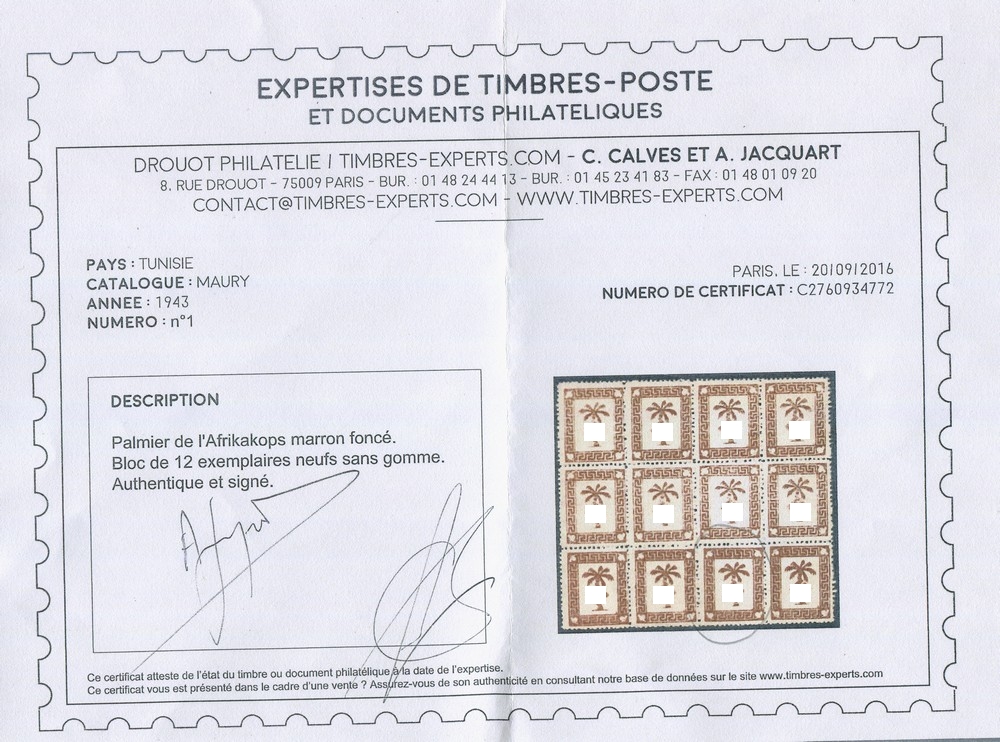 EXPERTISES DE TIMBRES-POSTE
ET DOCUMENTS PHILATELIQUES
DROUOT PHILATELIE / TIMBRES-EXPERTS.COM - C. CALVES ET A. JACQUART
8. RUE DROUOT - 75009 PARIS - BUR. : 01 48 24 44 13 - BUR. : 01 45 23 41 83 - FAX : 01 48 01 09 20
CONTACT@TIMBRES-EXPERTS.COM - WWW.TIMBRES-EXPERTS.COM
PAYS : TUNISIE
CATALOGUE : MAURY
ANNEE : 1943
NUMERO : n°1
PARIS, LE : 20/09/2016
NUMERO DE CERTIFICAT : C2760934772
DESCRIPTION
Palmier de l'Afrikakops marron foncé.
Bloc de 12 exemplaires neufs sans gomme.
Authentique et signé.
Ce certificat atteste de l'état du timbre ou document philatélique à la date de l'expertise.
Ce certificat vous est présenté dans le cadre d'une vente ? Assurez-vous de son authenticité en consultant notre base de données sur le site www.timbres-experts.com